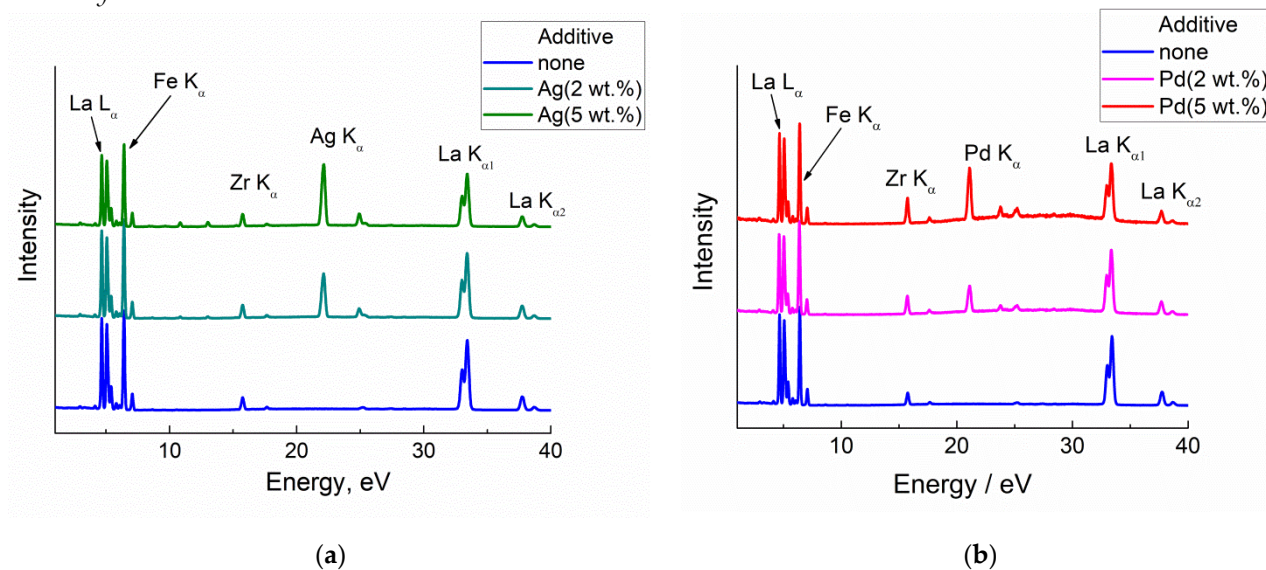 Additive
none
Ag(2 wt.%)
Ag(5 wt.%)
La Lα
Fe Kα
Zr Kα
Ag Kα
La Kα1
La Kα2
Intensity
10
20
30
40
Energy, eV
(a)
Additive
none
Pd(2 wt.%)
Pd(5 wt.%)
La Lα
Fe Kα
Zr Kα
Pd Kα
La Kα1
La Kα2
Intensity
10
20
30
40
Energy / eV
(b)